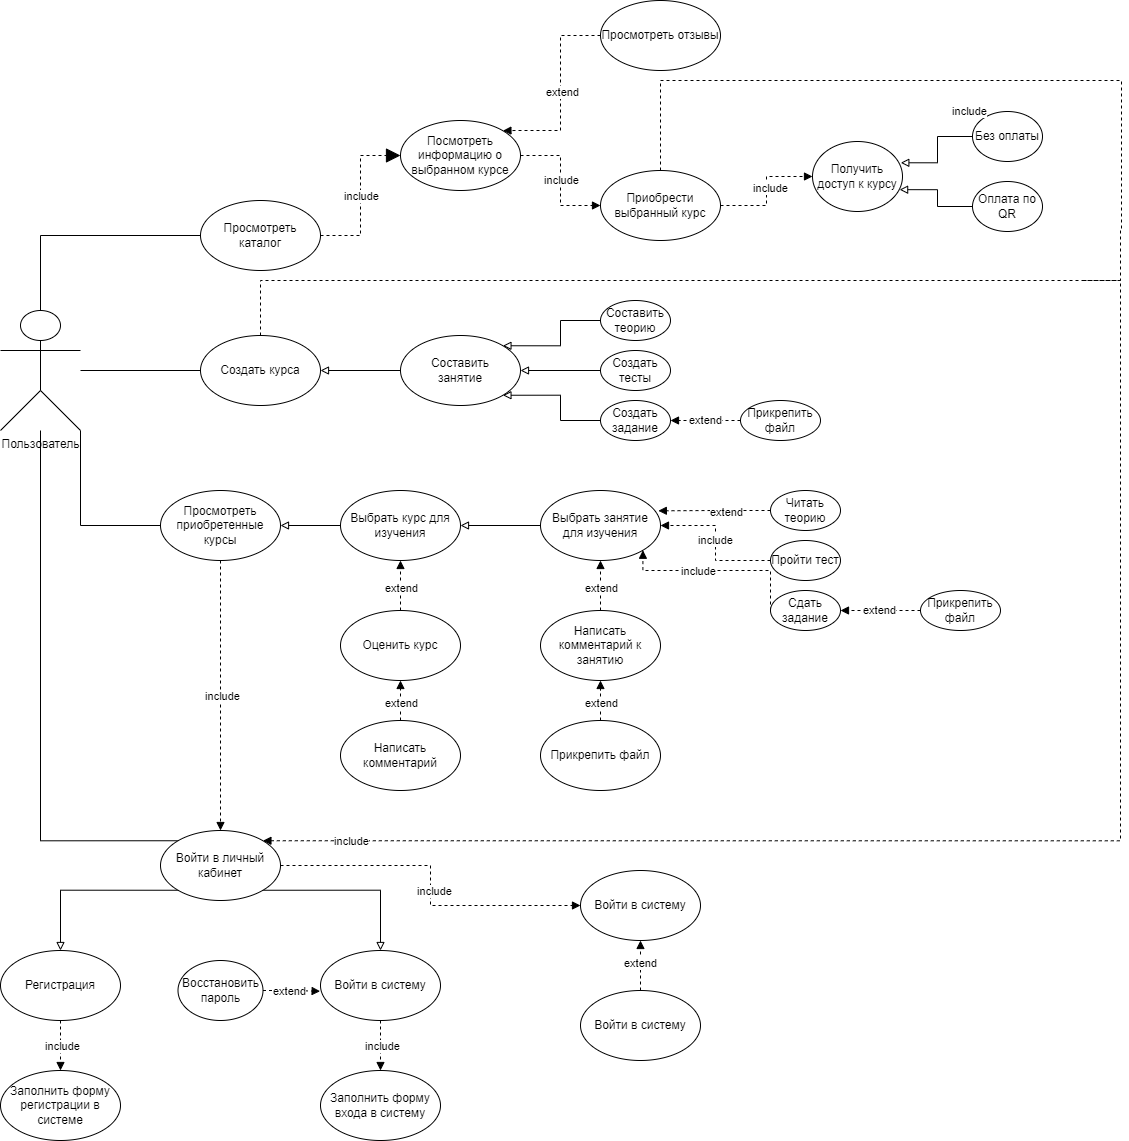 Просмотреть отзывы
extend
include
Без оплаты
Посмотреть
информацию о
выбранном курсе
include
Получить
доступ к курсу
include
include
Приобрести
выбранный курс
Оплата по
QR
Просмотреть
каталог
Составить
теорию
Создать курса
Составить
занятие
Создать
тесты
Создать
задание
extend
Прикрепить
файл
Пользователь
Просмотреть
приобретенные
курсы
Выбрать курс для
изучения
Выбрать занятие
для изучения
extend
Читать
теорию
include
Пройти тест
include
extend
extend
Сдать
задание
extend
Прикрепить
файл
Оценить курс
Написать
комментарий к
занятию
include
extend
extend
Написать
комментарий
Прикрепить файл
include
Войти в личный
кабинет
include
Войти в систему
extend
Регистрация
Восстановить
пароль
extend
Войти в систему
Войти в систему
include
include
Заполнить форму
регистрации в
системе
Заполнить форму
входа в систему